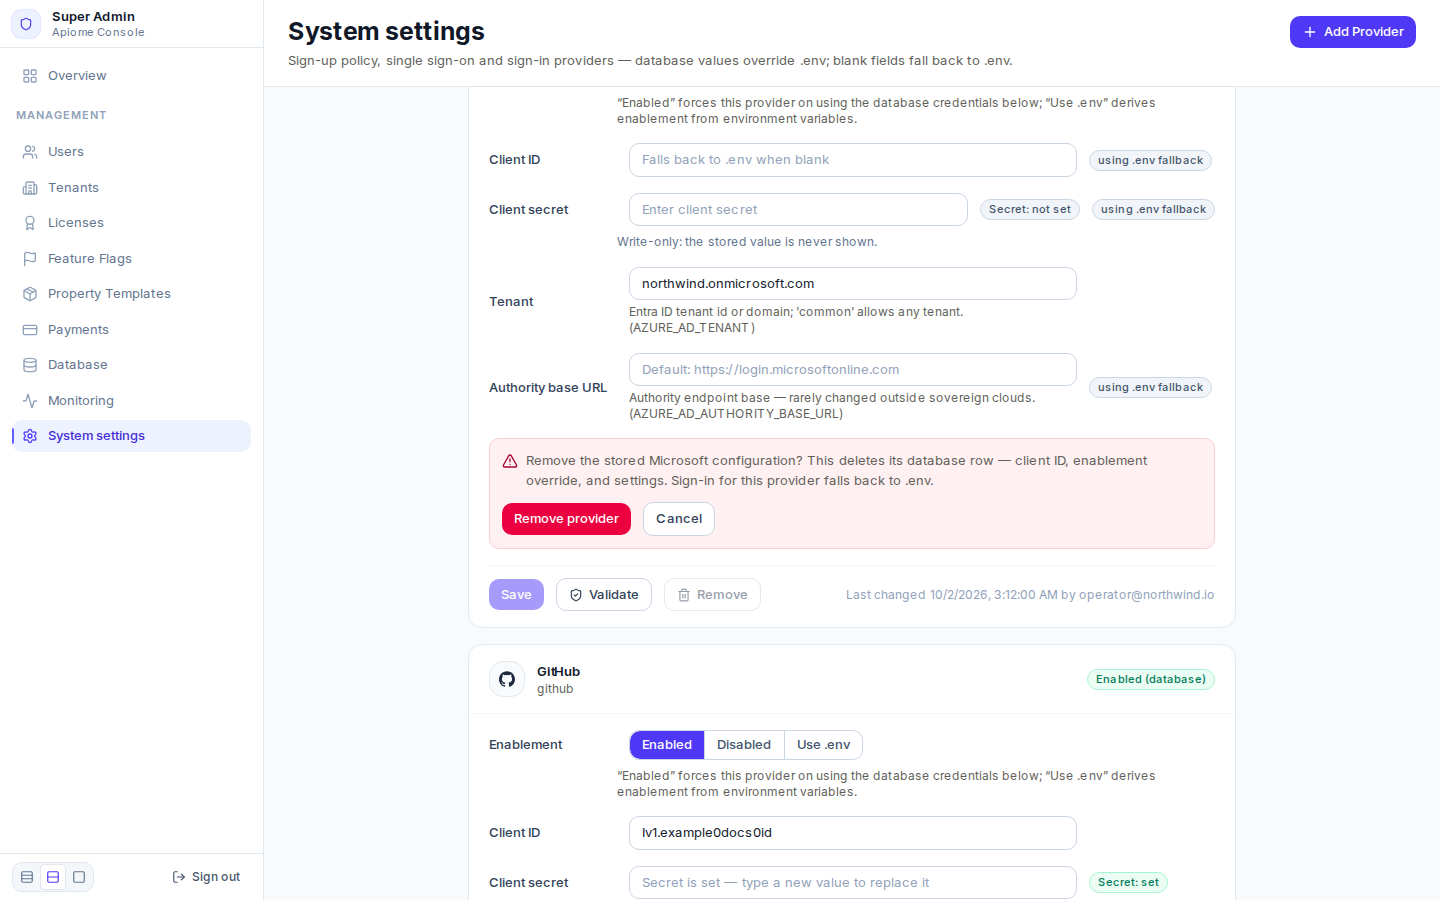 Super Admin
Apiome Console
Overview
MANAGEMENT
Users
Tenants
Licenses
Feature Flags
Property Templates
Payments
Database
Monitoring
System settings
Sign out
System settings
Sign-up policy, single sign-on and sign-in providers — database values override .env; blank fields fall back to .env.
Add Provider
“Enabled” forces this provider on using the database credentials below; “Use .env” derives
enablement from environment variables.
Client ID
Falls back to .env when blank
using .env fallback
Client secret
Enter client secret
Secret: not set
using .env fallback
Write-only: the stored value is never shown.
Tenant
northwind.onmicrosoft.com
Entra ID tenant id or domain; 'common' allows any tenant.
(AZURE_AD_TENANT)
Authority base URL
Default: https://login.microsoftonline.com
using .env fallback
Authority endpoint base — rarely changed outside sovereign clouds.
(AZURE_AD_AUTHORITY_BASE_URL)
Remove the stored Microsoft configuration? This deletes its database row — client ID, enablement
override, and settings. Sign-in for this provider falls back to .env.
Remove provider
Cancel
Save
Validate
Remove
Last changed 10/2/2026, 3:12:00 AM by operator@northwind.io
GitHub
github
Enabled (database)
Enablement
Enabled
Disabled
Use .env
“Enabled” forces this provider on using the database credentials below; “Use .env” derives
enablement from environment variables.
Client ID
lv1.example0docs0id
Client secret
Secret is set — type a new value to replace it
Secret: set